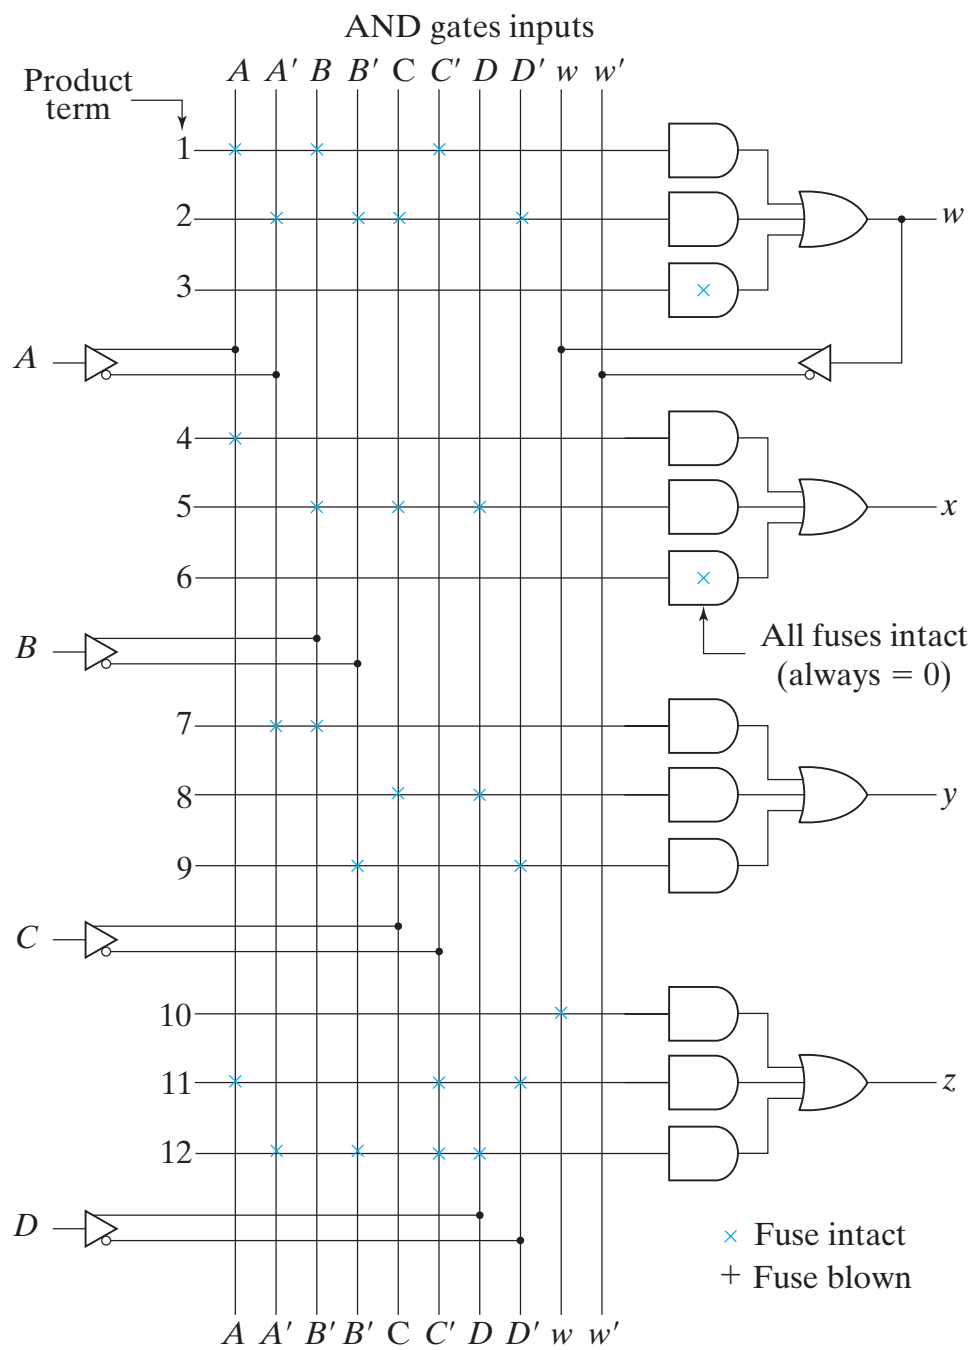 AND gates inputs
A A' B B' C C' D D' w w'
Product
term
1
2
w
3
A
4
5
x
6
All fuses intact
(always = 0)
B
7
8
y
9
C
10
11
z
12
D
× Fuse intact
+ Fuse blown
A A' B' B' C C' D D' w w'